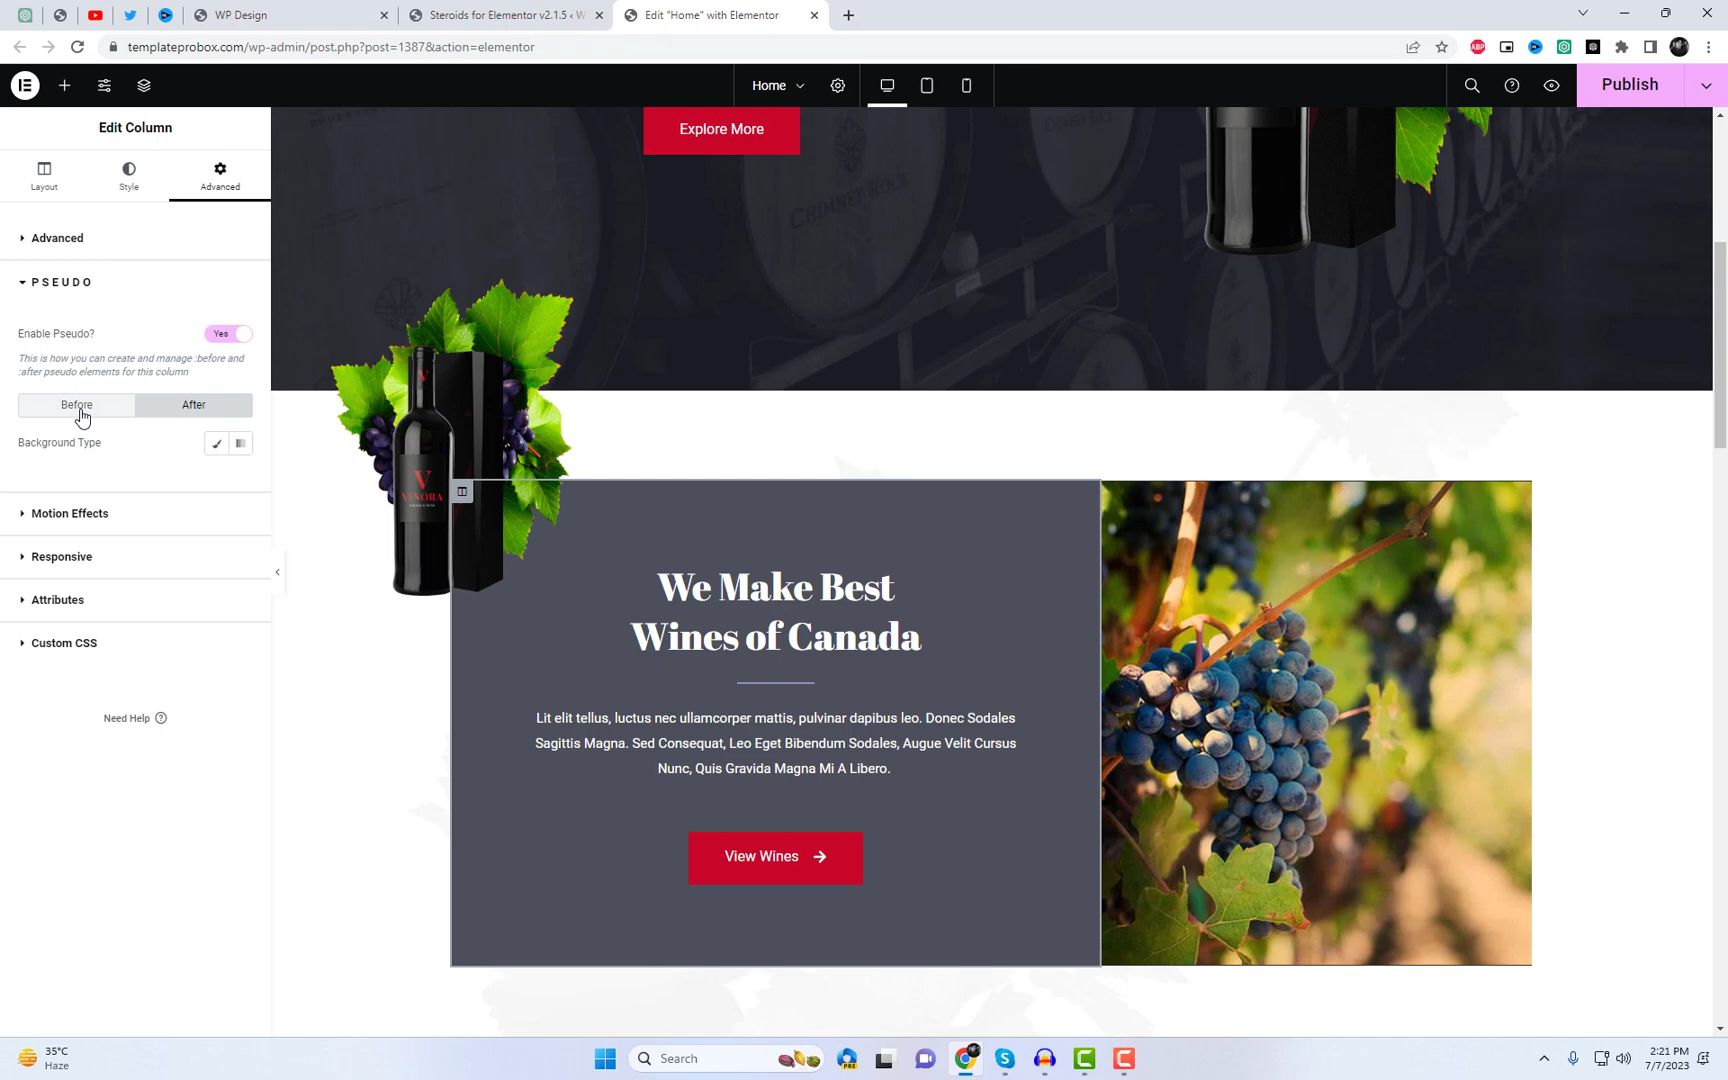 WP Design
Steroids for Elementor v2.1.5 ‹ W
Edit "Home" with Elementor
templateprobox.com/wp-admin/post.php?post=1387&action=elementor
ABP
Home
Publish
Edit Column
Layout
Style
Advanced
Explore More
CHIMNEY ROCK
Advanced
PSEUDO
Enable Pseudo?
Yes
This is how you can create and manage :before and
:after pseudo elements for this column
Before
After
Background Type
V
VINORA
Motion Effects
Responsive
Attributes
Custom CSS
Need Help
We Make Best
Wines of Canada
Lit elit tellus, luctus nec ullamcorper mattis, pulvinar dapibus leo. Donec Sodales
Sagittis Magna. Sed Consequat, Leo Eget Bibendum Sodales, Augue Velit Cursus
Nunc, Quis Gravida Magna Mi A Libero.
View Wines
35°C
Haze
Search
PRE
2:21 PM
7/7/2023